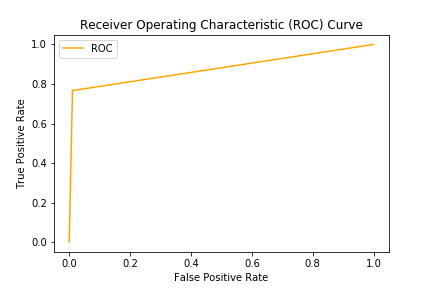 Receiver Operating Characteristic (ROC) Curve
ROC
True Positive Rate
1.0
0.8
0.6
0.4
0.2
0.0
0.0 0.2 0.4 0.6 0.8 1.0
False Positive Rate